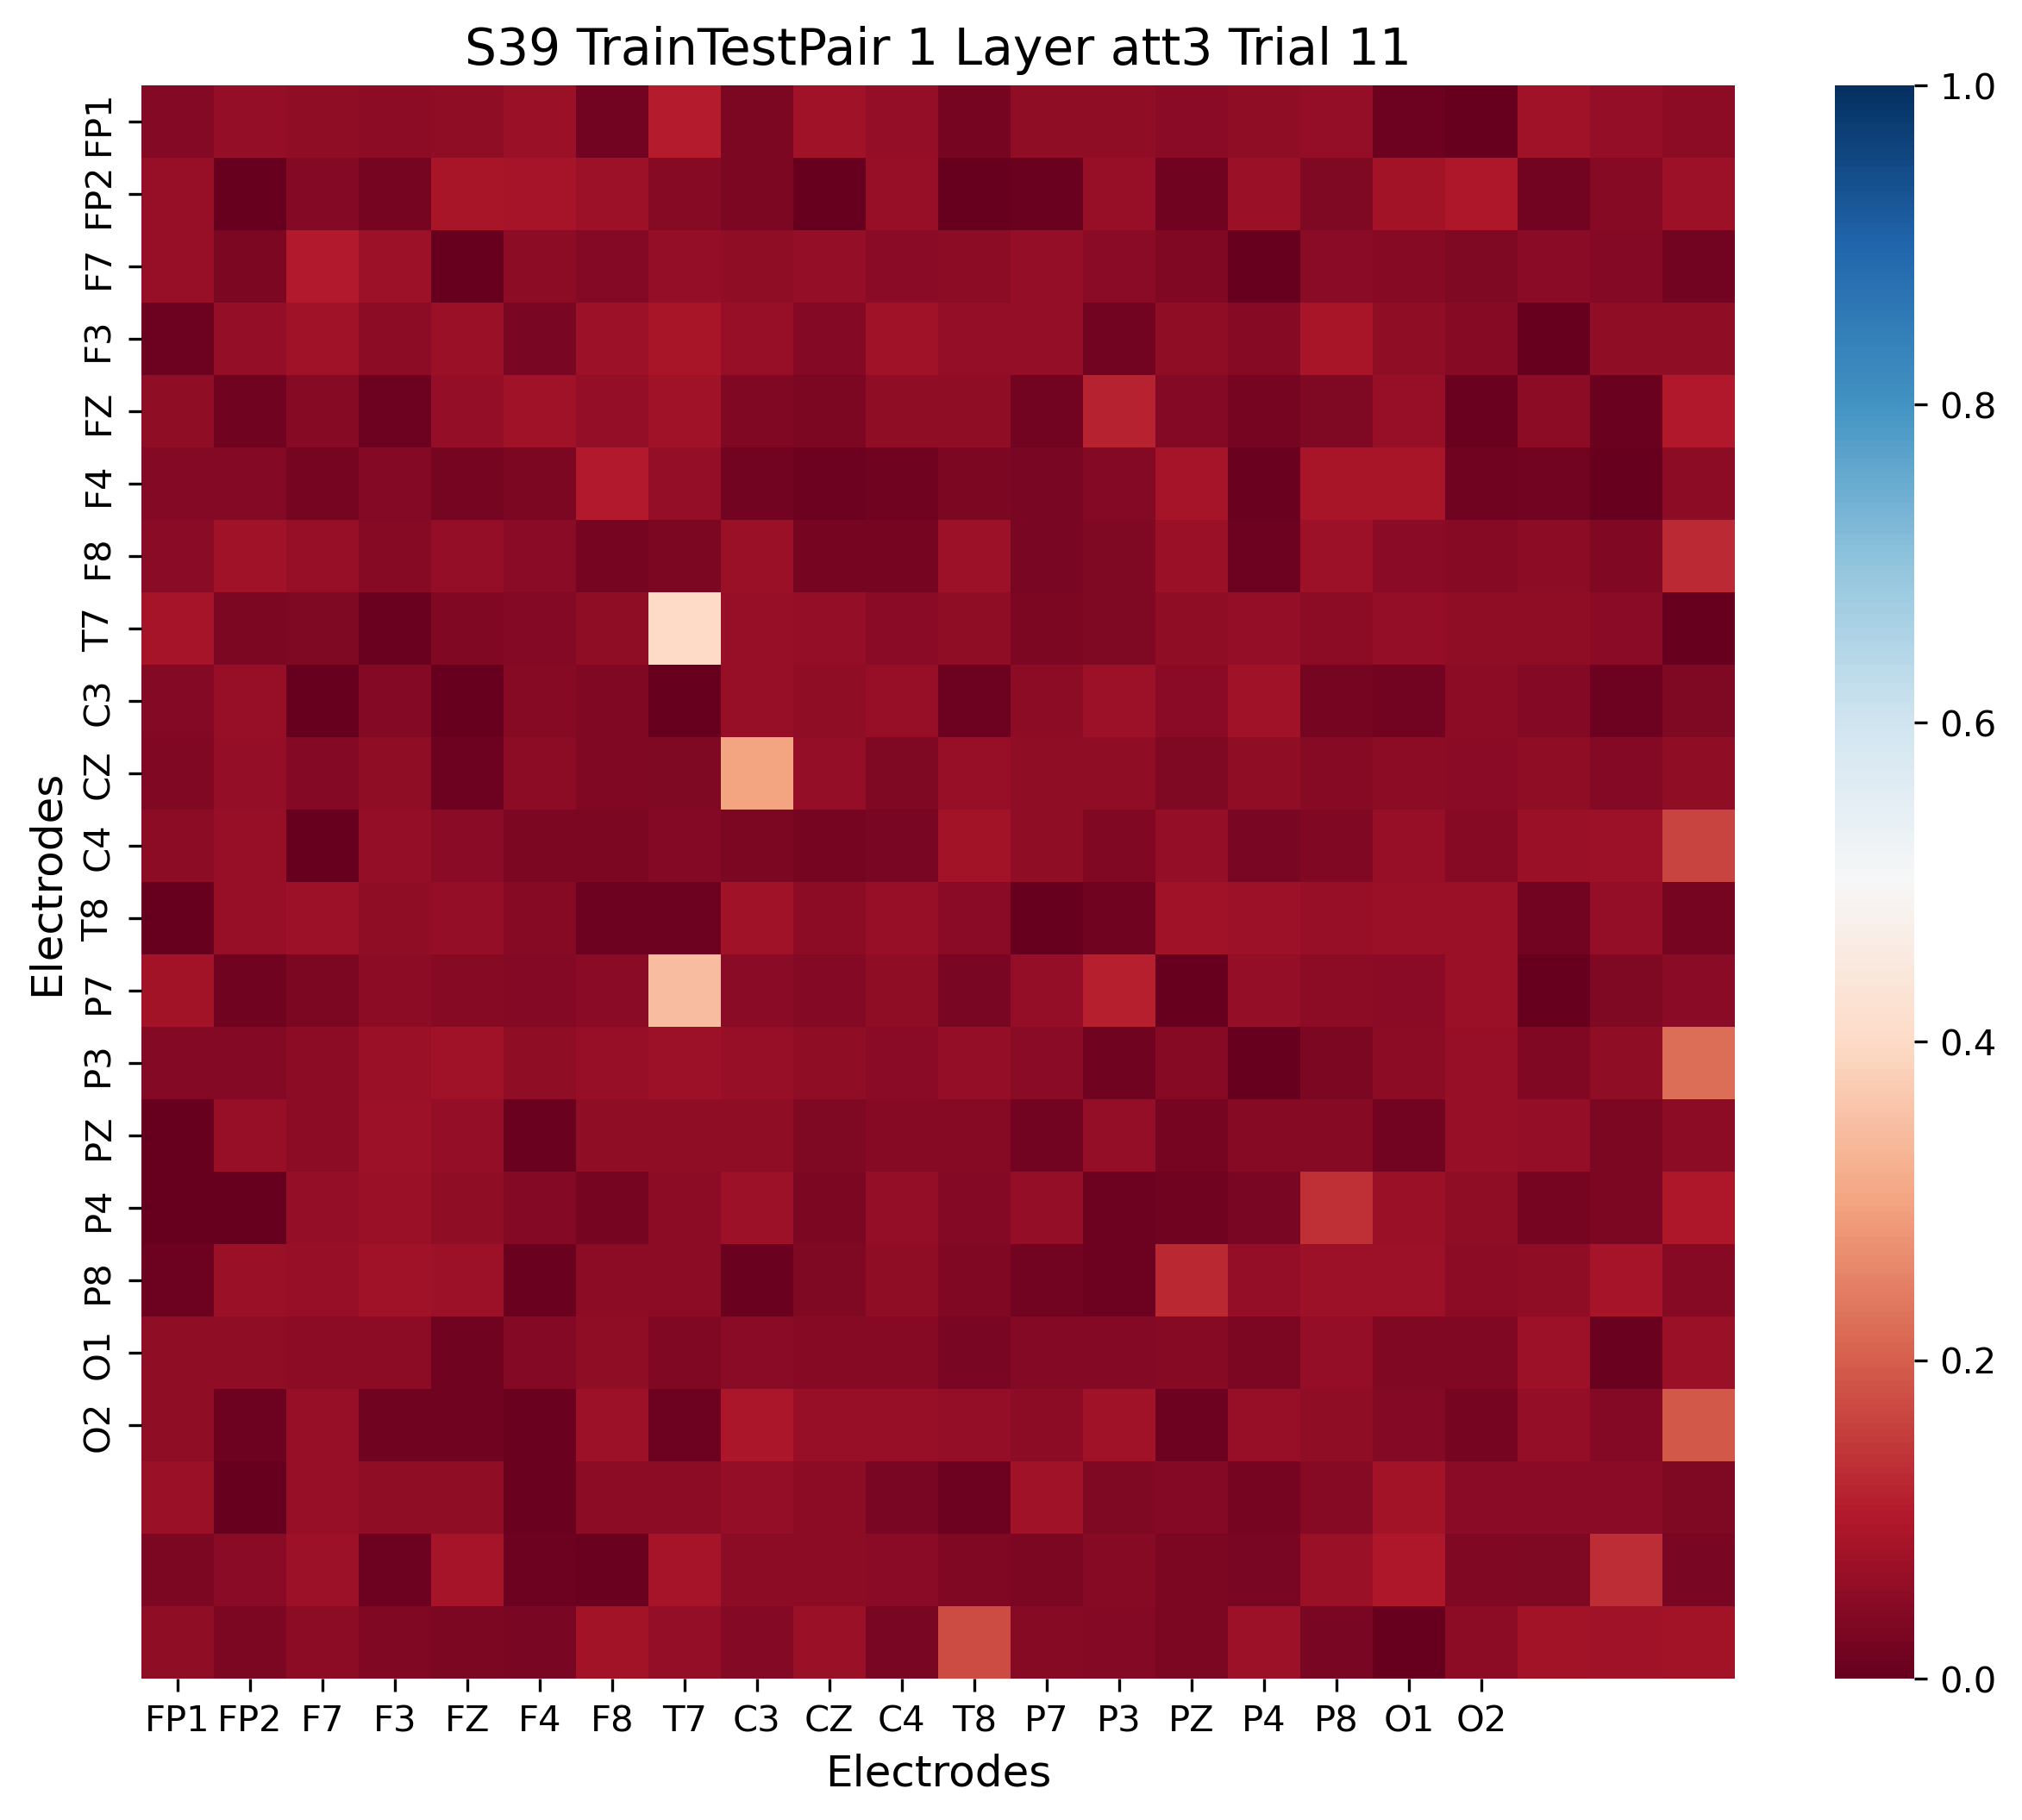 S39 TrainTestPair 1 Layer att3 Trial 11
Electrodes
FP1
FP2
F7
F3
FZ
F4
F8
T7
C3
CZ
C4
T8
P7
P3
PZ
P4
P8
O1
O2
FP1 FP2 F7 F3 FZ F4 F8 T7 C3 CZ C4 T8 P7 P3 PZ P4 P8 O1 O2
Electrodes
1.0
0.8
0.6
0.4
0.2
0.0